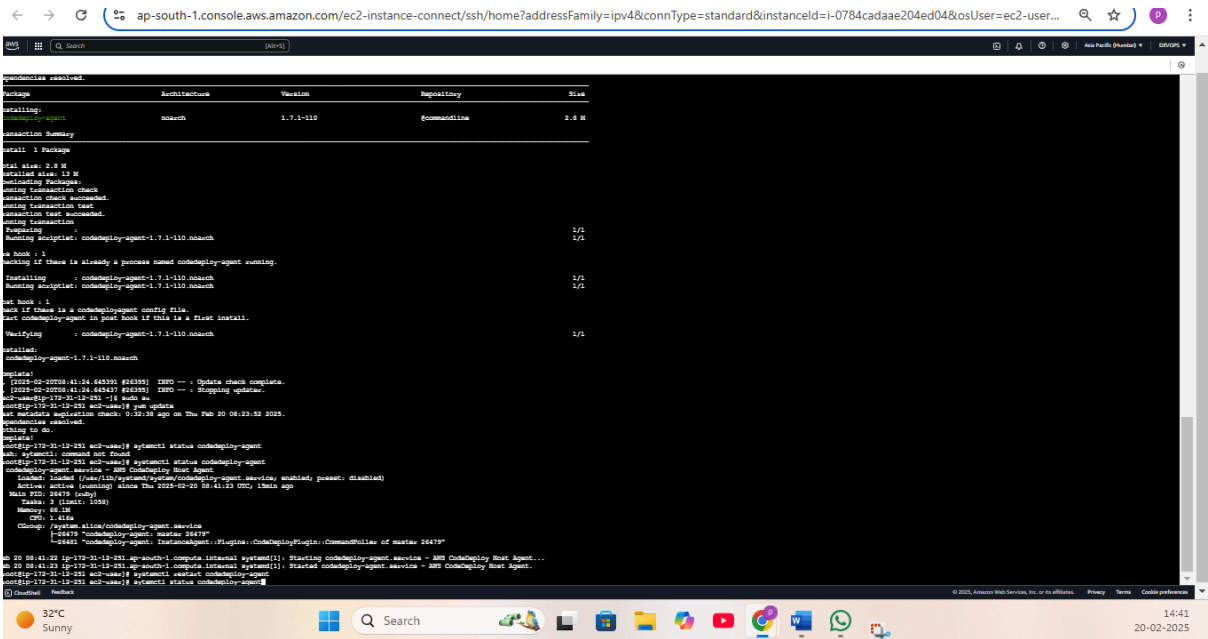 ap-south-1.console.aws.amazon.com/ec2-instance-connect/ssh/home?addressFamily=ipv4&connType=standard&instanceId=i-0784cadaae204ed04&osUser=ec2-user...
P
aws Search [Alt+S] Asia Pacific (Mumbai) DEVOPS
ependencies resolved.
Package Architecture Version Repository Size
nstalling:
codedeploy-agent noarch 1.7.1-110 @commandline 2.8 M
ransaction Summary
nstall 1 Package
otal size: 2.8 M
nstalled size: 13 M
ownloading Packages:
unning transaction check
ransaction check succeeded.
unning transaction test
ransaction test succeeded.
unning transaction
Preparing : 1/1
Running scriptlet: codedeploy-agent-1.7.1-110.noarch 1/1
re hook : 1
hecking if there is already a process named codedeploy-agent running.
Installing : codedeploy-agent-1.7.1-110.noarch 1/1
Running scriptlet: codedeploy-agent-1.7.1-110.noarch 1/1
ost hook : 1
heck if there is a codedeployagent config file.
tart codedeploy-agent in post hook if this is a first install.
Verifying : codedeploy-agent-1.7.1-110.noarch 1/1
nstalled:
codedeploy-agent-1.7.1-110.noarch
omplete!
, [2025-02-20T08:41:24.645391 #26395] INFO -- : Update check complete.
, [2025-02-20T08:41:24.645437 #26395] INFO -- : Stopping updater.
ec2-user@ip-172-31-12-251 ~]$ sudo su
root@ip-172-31-12-251 ec2-user]# yum update
ast metadata expiration check: 0:32:38 ago on Thu Feb 20 08:23:52 2025.
ependencies resolved.
othing to do.
omplete!
root@ip-172-31-12-251 ec2-user]# sytemctl status codedeploy-agent
ash: sytemctl: command not found
root@ip-172-31-12-251 ec2-user]# systemctl status codedeploy-agent
codedeploy-agent.service - AWS CodeDeploy Host Agent
Loaded: loaded (/usr/lib/systemd/system/codedeploy-agent.service; enabled; preset: disabled)
Active: active (running) since Thu 2025-02-20 08:41:23 UTC; 15min ago
Main PID: 26479 (ruby)
Tasks: 3 (limit: 1058)
Memory: 66.1M
CPU: 1.416s
CGroup: /system.slice/codedeploy-agent.service
├─26479 "codedeploy-agent: master 26479"
└─26481 "codedeploy-agent: InstanceAgent::Plugins::CodeDeployPlugin::CommandPoller of master 26479"
eb 20 08:41:22 ip-172-31-12-251.ap-south-1.compute.internal systemd[1]: Starting codedeploy-agent.service - AWS CodeDeploy Host Agent...
eb 20 08:41:23 ip-172-31-12-251.ap-south-1.compute.internal systemd[1]: Started codedeploy-agent.service - AWS CodeDeploy Host Agent.
root@ip-172-31-12-251 ec2-user]# systemctl restart codedeploy-agent
root@ip-172-31-12-251 ec2-user]# sytemctl status codedeploy-agent
CloudShell Feedback © 2025, Amazon Web Services, Inc. or its affiliates. Privacy Terms Cookie preferences
32°C
Sunny
Search
14:41
20-02-2025